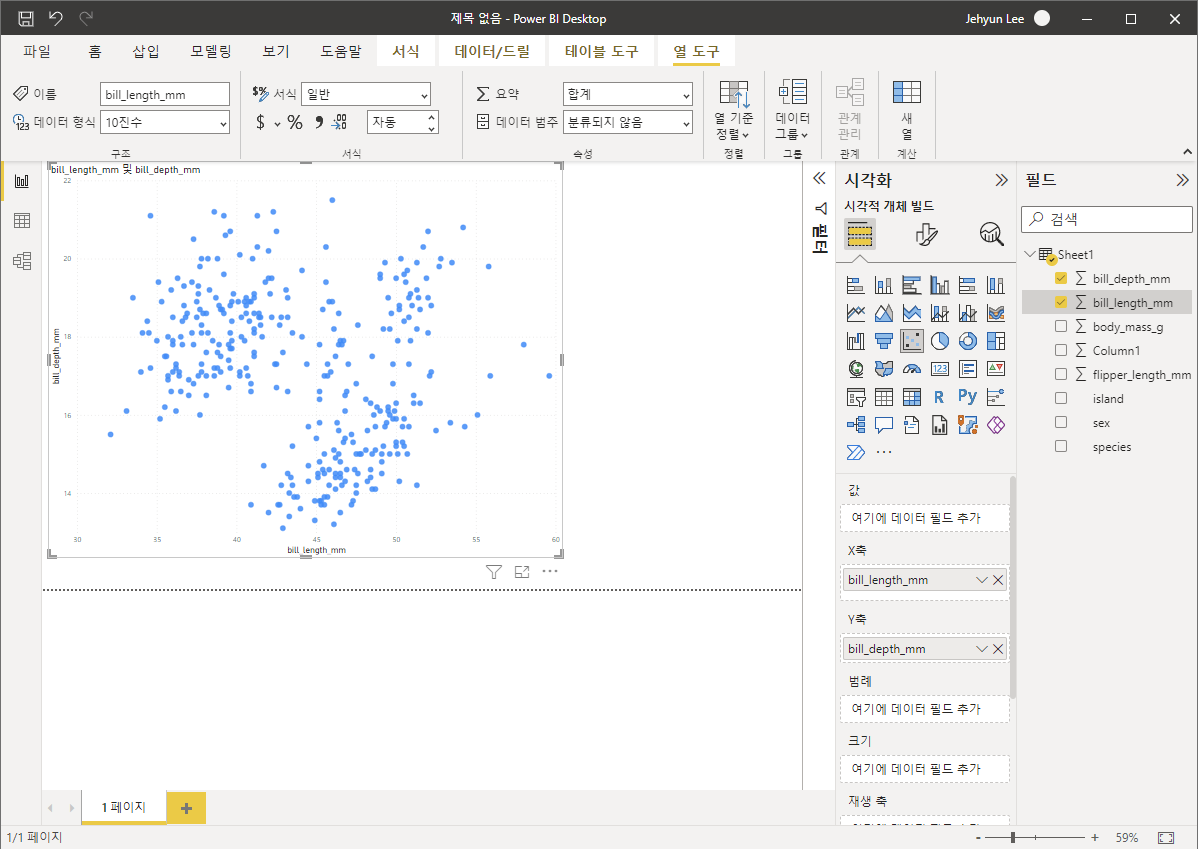 제목 없음 - Power BI Desktop
Jehyun Lee
파일 홈 삽입 모델링 보기 도움말 서식 데이터/드릴 테이블 도구 열 도구
이름 bill_length_mm
데이터 형식 10진수
구조
$% 서식 일반
$ % 9 .00 자동
서식
∑ 요약 합계
데이터 범주 분류되지 않음
속성
열 기준
정렬
정렬
데이터
그룹
그룹
관계
관리
관계
새
열
계산
bill_length_mm 및 bill_depth_mm
22
20
18
16
14
bill_depth_mm
30 35 40 45 50 55 60
bill_length_mm
필터
시각화
시각적 개체 빌드
123
R Py
값
여기에 데이터 필드 추가
X축
bill_length_mm
Y축
bill_depth_mm
범례
여기에 데이터 필드 추가
크기
여기에 데이터 필드 추가
재생 축
필드
검색
Sheet1
∑ bill_depth_mm
∑ bill_length_mm
∑ body_mass_g
∑ Column1
∑ flipper_length_mm
island
sex
species
1 페이지
1/1 페이지
- + 59%